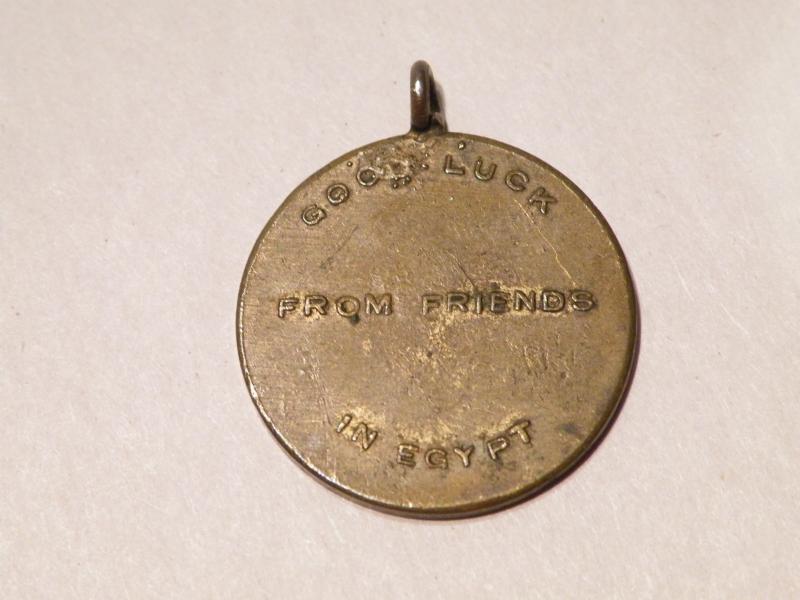 GOOD LUCK
FROM FRIENDS
IN EGYPT